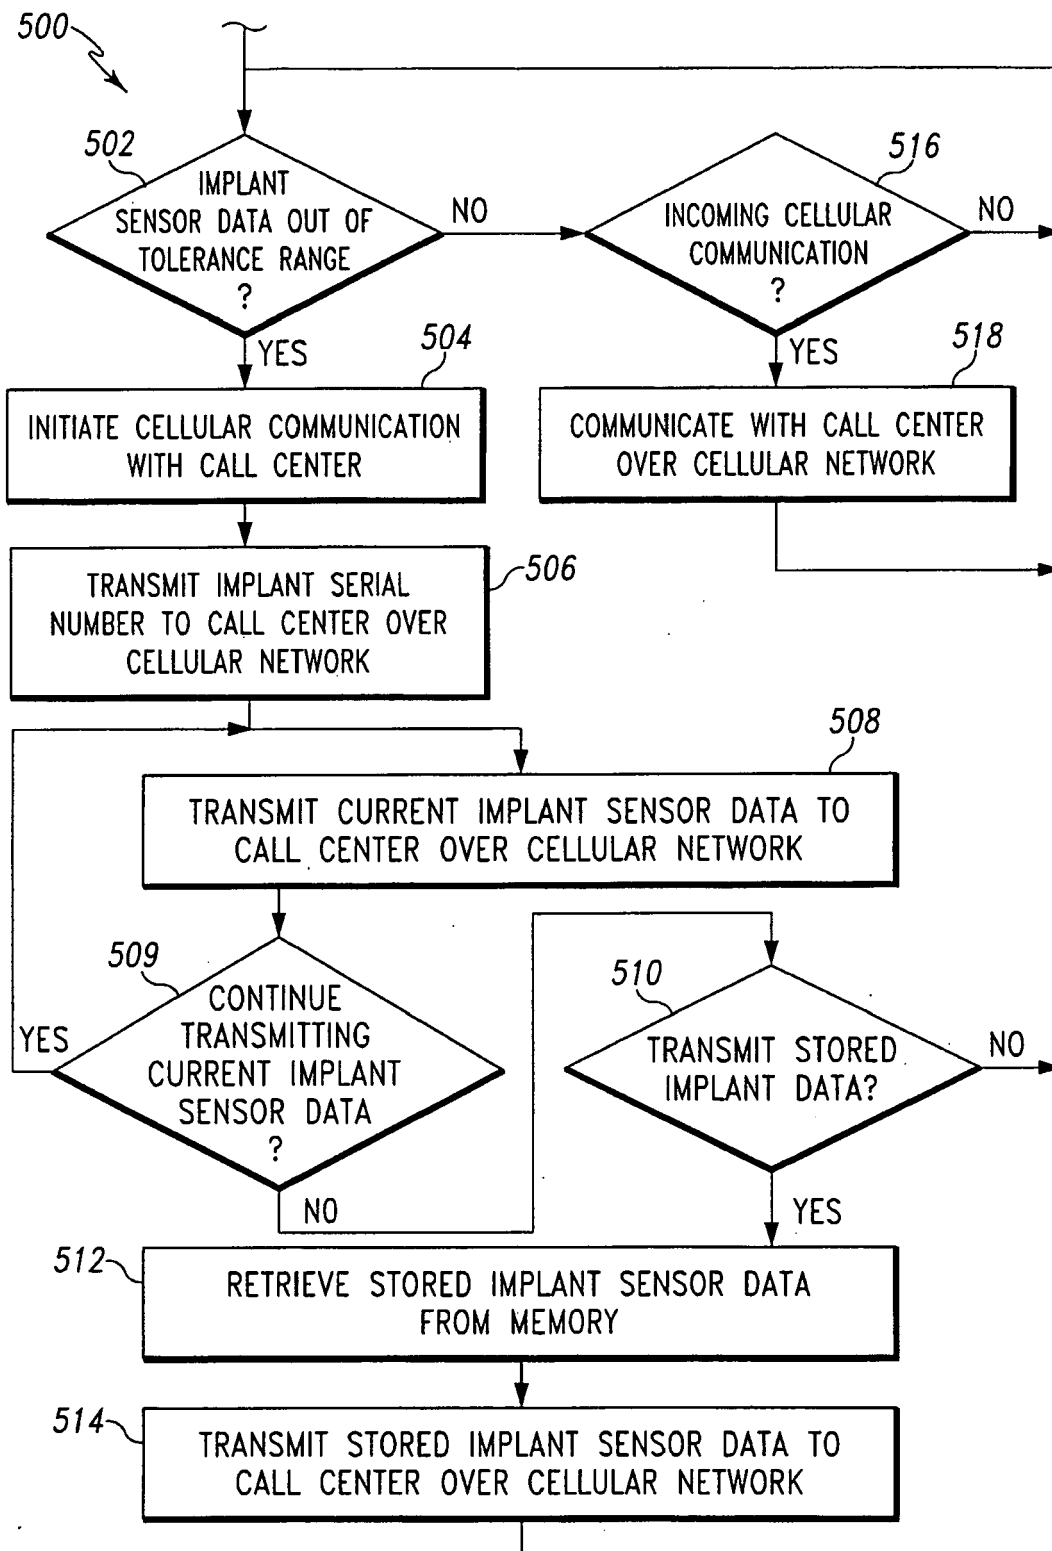 500
502
IMPLANT
SENSOR DATA OUT OF
TOLERANCE RANGE
?
NO
YES
516
INCOMING CELLULAR
COMMUNICATION
?
NO
YES
504
INITIATE CELLULAR COMMUNICATION
WITH CALL CENTER
518
COMMUNICATE WITH CALL CENTER
OVER CELLULAR NETWORK
506
TRANSMIT IMPLANT SERIAL
NUMBER TO CALL CENTER OVER
CELLULAR NETWORK
508
TRANSMIT CURRENT IMPLANT SENSOR DATA TO
CALL CENTER OVER CELLULAR NETWORK
509
CONTINUE
TRANSMITTING
CURRENT IMPLANT
SENSOR DATA
?
YES
NO
510
TRANSMIT STORED
IMPLANT DATA?
NO
YES
512
RETRIEVE STORED IMPLANT SENSOR DATA
FROM MEMORY
514
TRANSMIT STORED IMPLANT SENSOR DATA TO
CALL CENTER OVER CELLULAR NETWORK